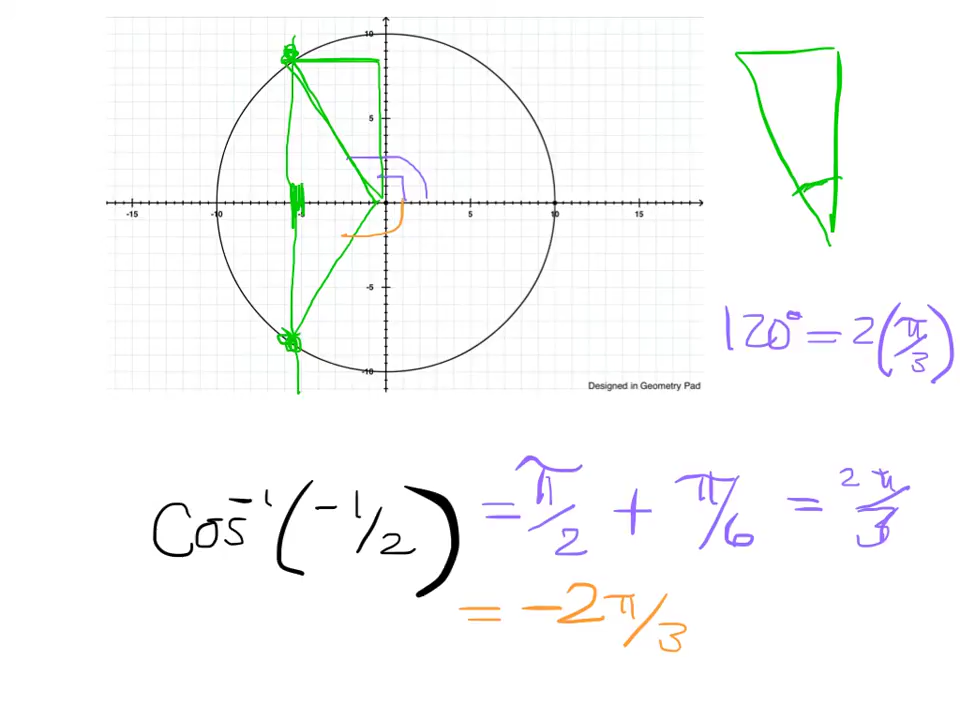 10
5
-15 -10 -5 5 10 15
-5
-10
Designed in Geometry Pad
120° = 2(π/3)
Cos⁻¹(-1/2) = π/2 + π/6 = 2π/3
= -2π/3